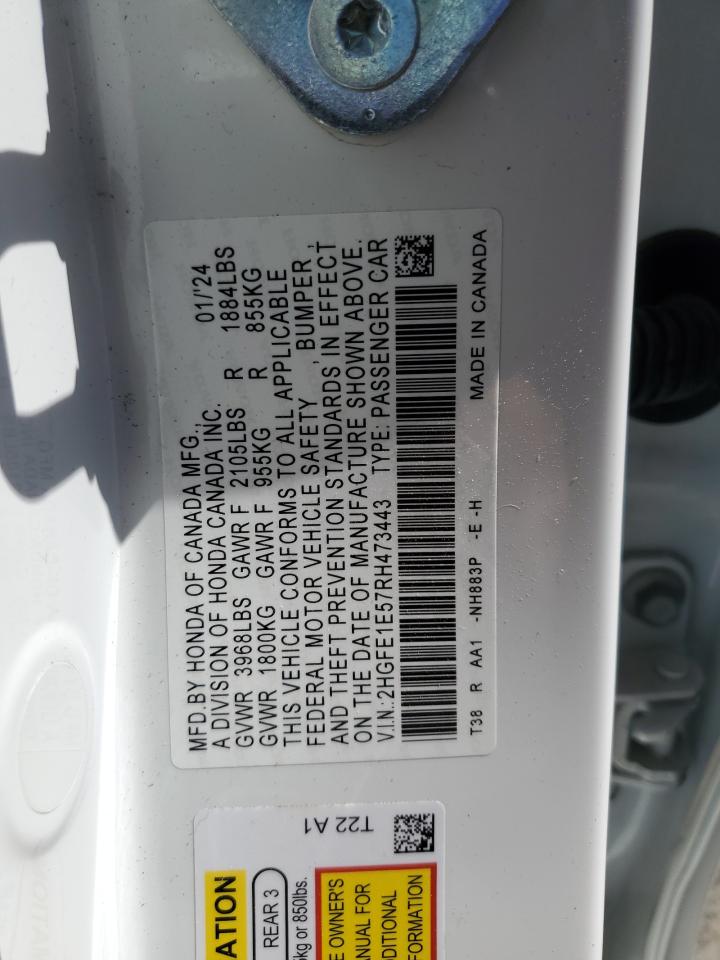 MFD.BY HONDA OF CANADA MFG.,
A DIVISION OF HONDA CANADA INC. 01/'24
GVWR 3968LBS GAWR F 2105LBS R 1884LBS
GVWR 1800KG GAWR F 955KG R 855KG
THIS VEHICLE CONFORMS TO ALL APPLICABLE
FEDERAL MOTOR VEHICLE SAFETY , BUMPER ,
AND THEFT PREVENTION STANDARDS IN EFFECT
ON THE DATE OF MANUFACTURE SHOWN ABOVE.
V.I.N.:2HGFE1E57RH473443 TYPE: PASSENGER CAR
T38 R AA1 -NH883P -E -H MADE IN CANADA
T22 A1
ATION
REAR 3
kg or 850lbs.
OWNER'S
FOR
FORMATION